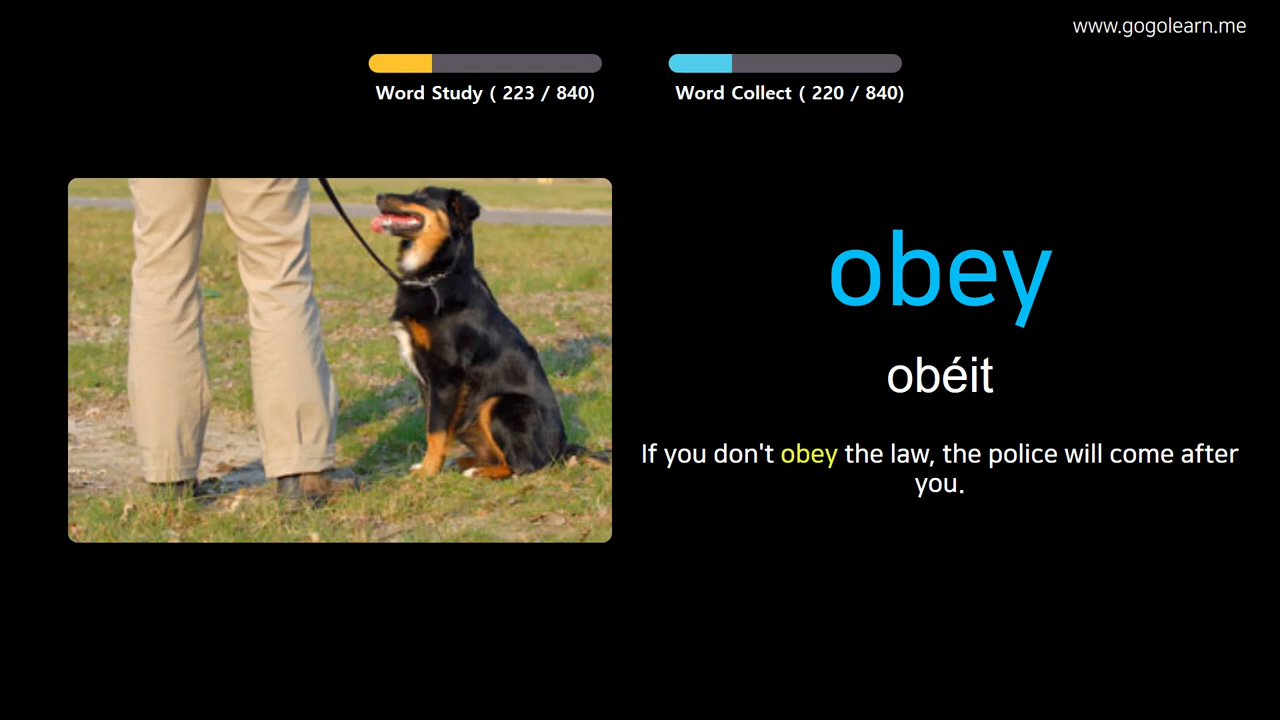 www.gogolearn.me
Word Study ( 223 / 840)
Word Collect ( 220 / 840)
obey
obéit
If you don't obey the law, the police will come after
you.